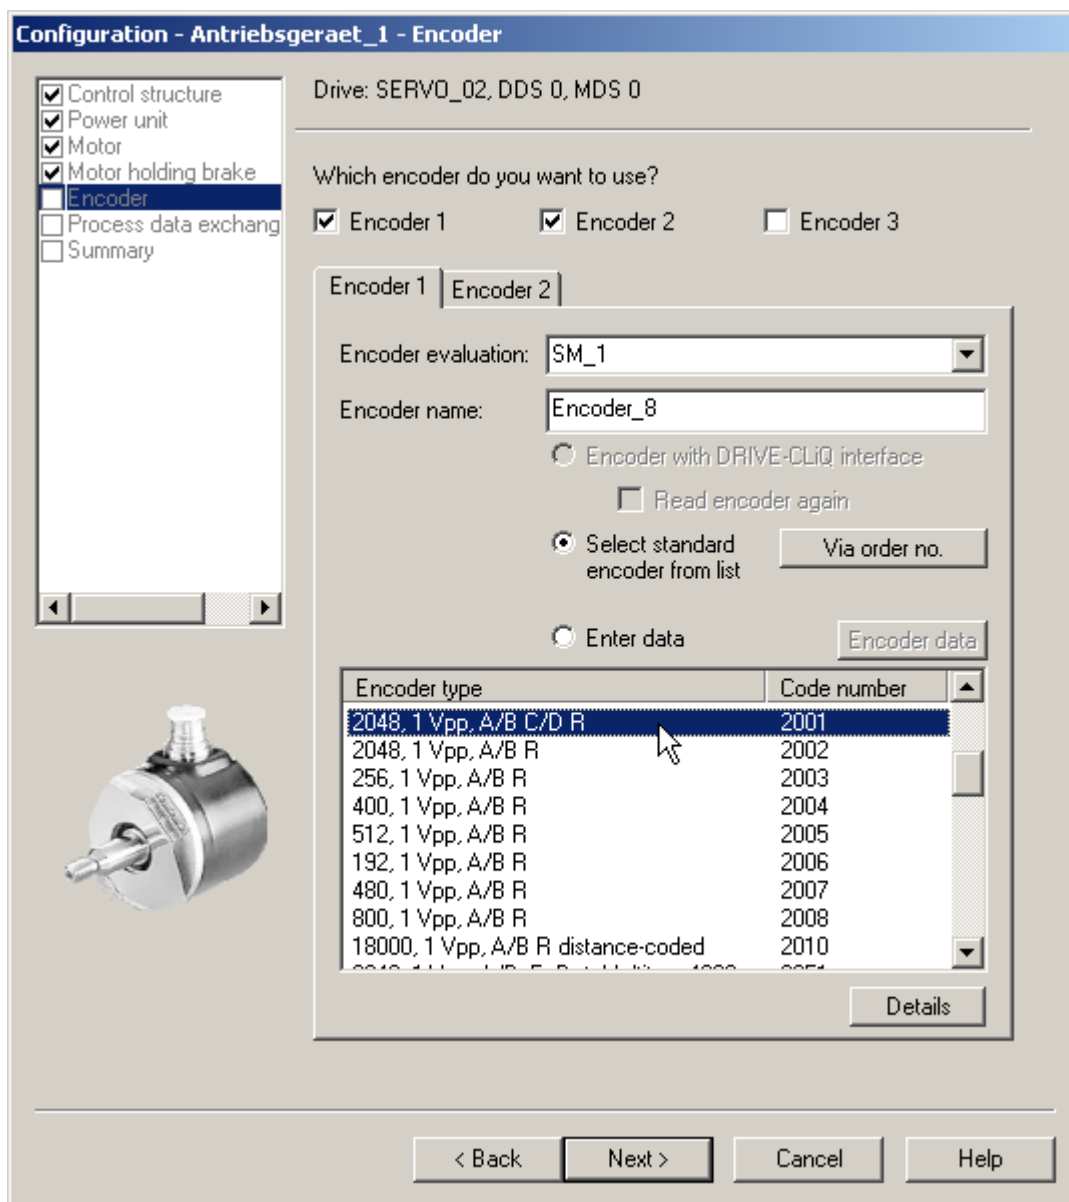 Configuration - Antriebsgeraet_1 - Encoder
Control structure
Power unit
Motor
Motor holding brake
Encoder
Process data exchang
Summary
Drive: SERVO_02, DDS 0, MDS 0
Which encoder do you want to use?
Encoder 1 Encoder 2 Encoder 3
Encoder 1 Encoder 2
Encoder evaluation: SM_1
Encoder name: Encoder_8
Encoder with DRIVE-CLiQ interface
Read encoder again
Select standard
encoder from list
Via order no.
Enter data Encoder data
Encoder type Code number
2048, 1 Vpp, A/B C/D R 2001
2048, 1 Vpp, A/B R 2002
256, 1 Vpp, A/B R 2003
400, 1 Vpp, A/B R 2004
512, 1 Vpp, A/B R 2005
192, 1 Vpp, A/B R 2006
480, 1 Vpp, A/B R 2007
800, 1 Vpp, A/B R 2008
18000, 1 Vpp, A/B R distance-coded 2010
Details
< Back Next > Cancel Help